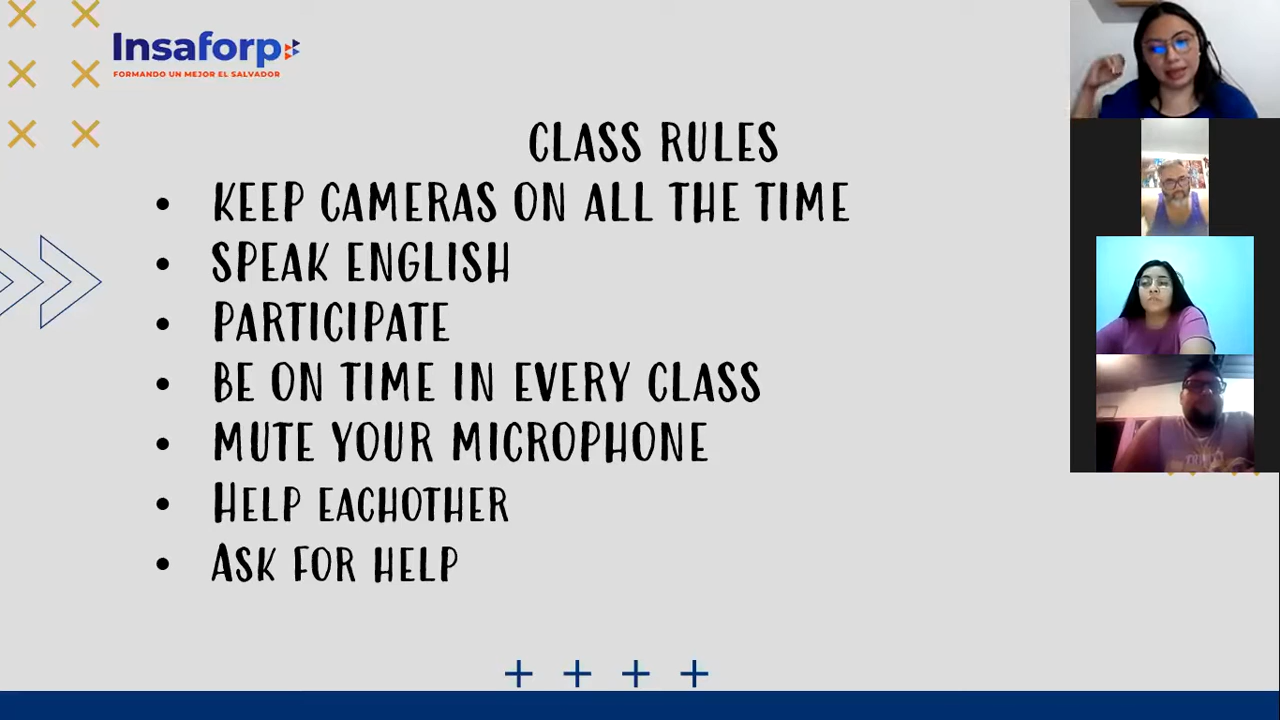 Insaforp
FORMANDO UN MEJOR EL SALVADOR
CLASS RULES
• KEEP CAMERAS ON ALL THE TIME
• SPEAK ENGLISH
• PARTICIPATE
• BE ON TIME IN EVERY CLASS
• MUTE YOUR MICROPHONE
• HELP EACHOTHER
• ASK FOR HELP